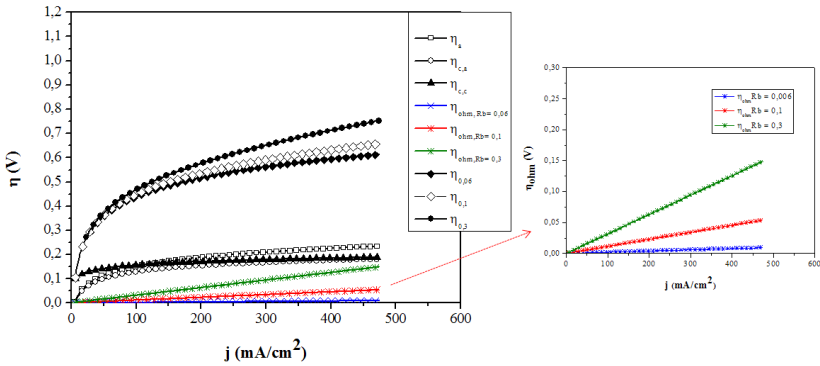 1,2
1,1
1,0
0,9
0,8
0,7
0,6
0,5
0,4
0,3
0,2
0,1
0,0
η (V)
0 100 200 300 400 500 600
j (mA/cm²)
ηa
ηc,a
ηc,c
ηohm, Rb= 0,06
ηohm,Rb= 0,1
ηohm,Rb= 0,3
η0,06
η0,1
η0,3
0,30
0,25
0,20
0,15
0,10
0,05
0,00
ηohm (V)
0 100 200 300 400 500 600
j (mA/cm²)
ηohm Rb = 0,006
ηohm Rb = 0,1
ηohm Rb = 0,3